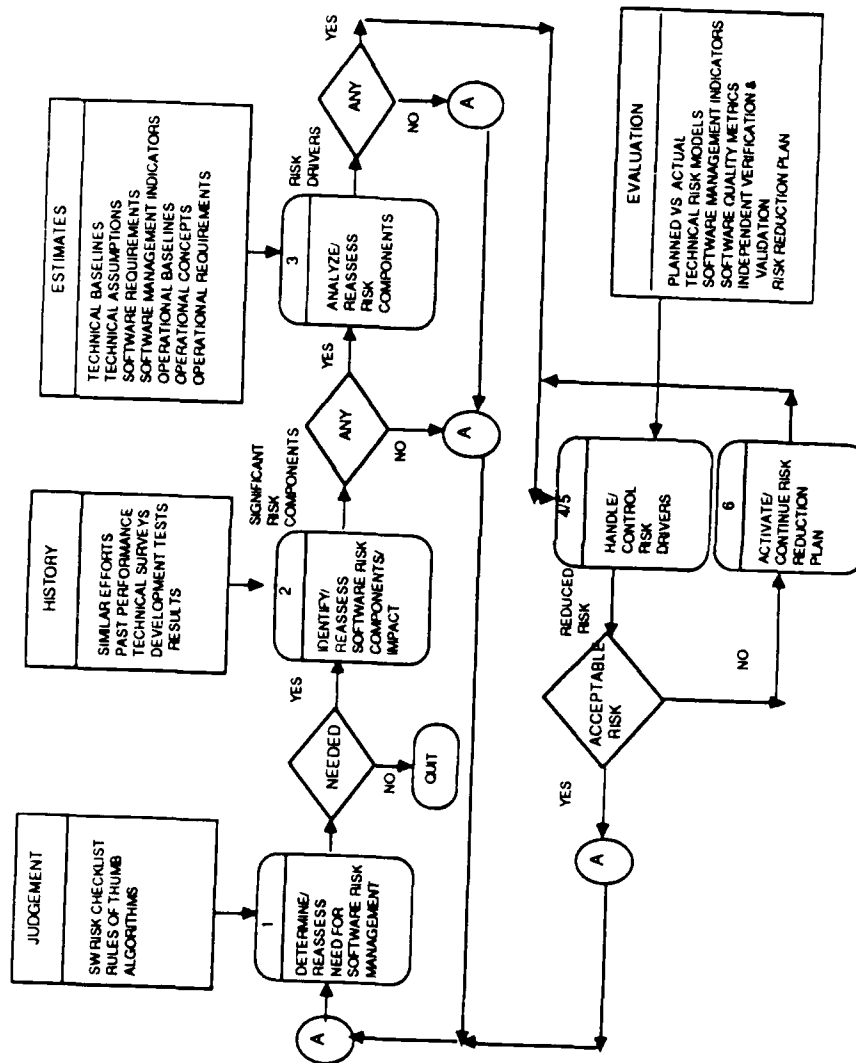 JUDGEMENT
SW RISK CHECKLIST
RULES OF THUMB
ALGORITHMS
HISTORY
SIMILAR EFFORTS
PAST PERFORMANCE
TECHNICAL SURVEYS
DEVELOPMENT TESTS
RESULTS
ESTIMATES
TECHNICAL BASELINES
TECHNICAL ASSUMPTIONS
SOFTWARE REQUIREMENTS
SOFTWARE MANAGEMENT INDICATORS
OPERATIONAL BASELINES
OPERATIONAL CONCEPTS
OPERATIONAL REQUIREMENTS
A
1
DETERMINE/
REASSESS
NEED FOR
SOFTWARE RISK
MANAGEMENT
NEEDED
YES
NO
QUIT
2
IDENTIFY/
REASSESS
SOFTWARE RISK
COMPONENTS/
IMPACT
SIGNIFICANT
RISK
COMPONENTS
ANY
YES
NO
A
3
ANALYZE/
REASSESS
RISK
COMPONENTS
RISK
DRIVERS
ANY
YES
NO
A
A
YES
ACCEPTABLE
RISK
NO
REDUCED
RISK
4/5
HANDLE/
CONTROL
RISK
DRIVERS
6
ACTIVATE/
CONTINUE RISK
REDUCTION
PLAN
EVALUATION
PLANNED VS ACTUAL
TECHNICAL RISK MODELS
SOFTWARE MANAGEMENT INDICATORS
SOFTWARE QUALITY METRICS
INDEPENDENT VERIFICATION &
VALIDATION
RISK REDUCTION PLAN